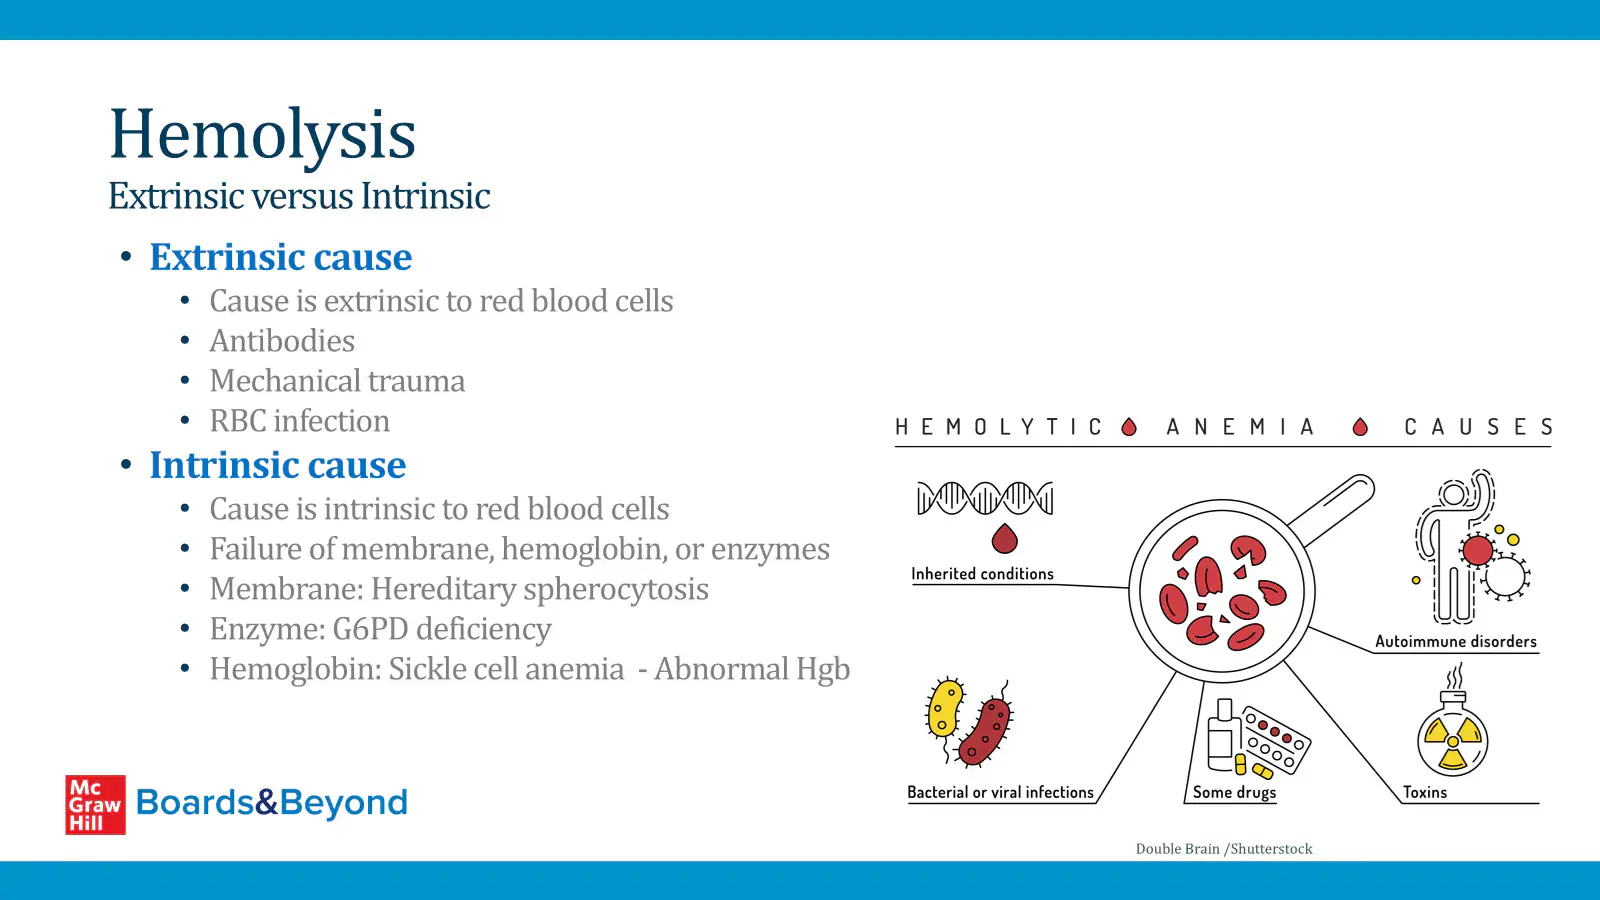 Hemolysis
Extrinsic versus Intrinsic
• Extrinsic cause
• Cause is extrinsic to red blood cells
• Antibodies
• Mechanical trauma
• RBC infection
• Intrinsic cause
• Cause is intrinsic to red blood cells
• Failure of membrane, hemoglobin, or enzymes
• Membrane: Hereditary spherocytosis
• Enzyme: G6PD deficiency
• Hemoglobin: Sickle cell anemia - Abnormal Hgb
HEMOLYTIC ANEMIA CAUSES
Inherited conditions
Autoimmune disorders
Bacterial or viral infections
Some drugs
Toxins
Mc
Graw
Hill
Boards&Beyond
Double Brain /Shutterstock